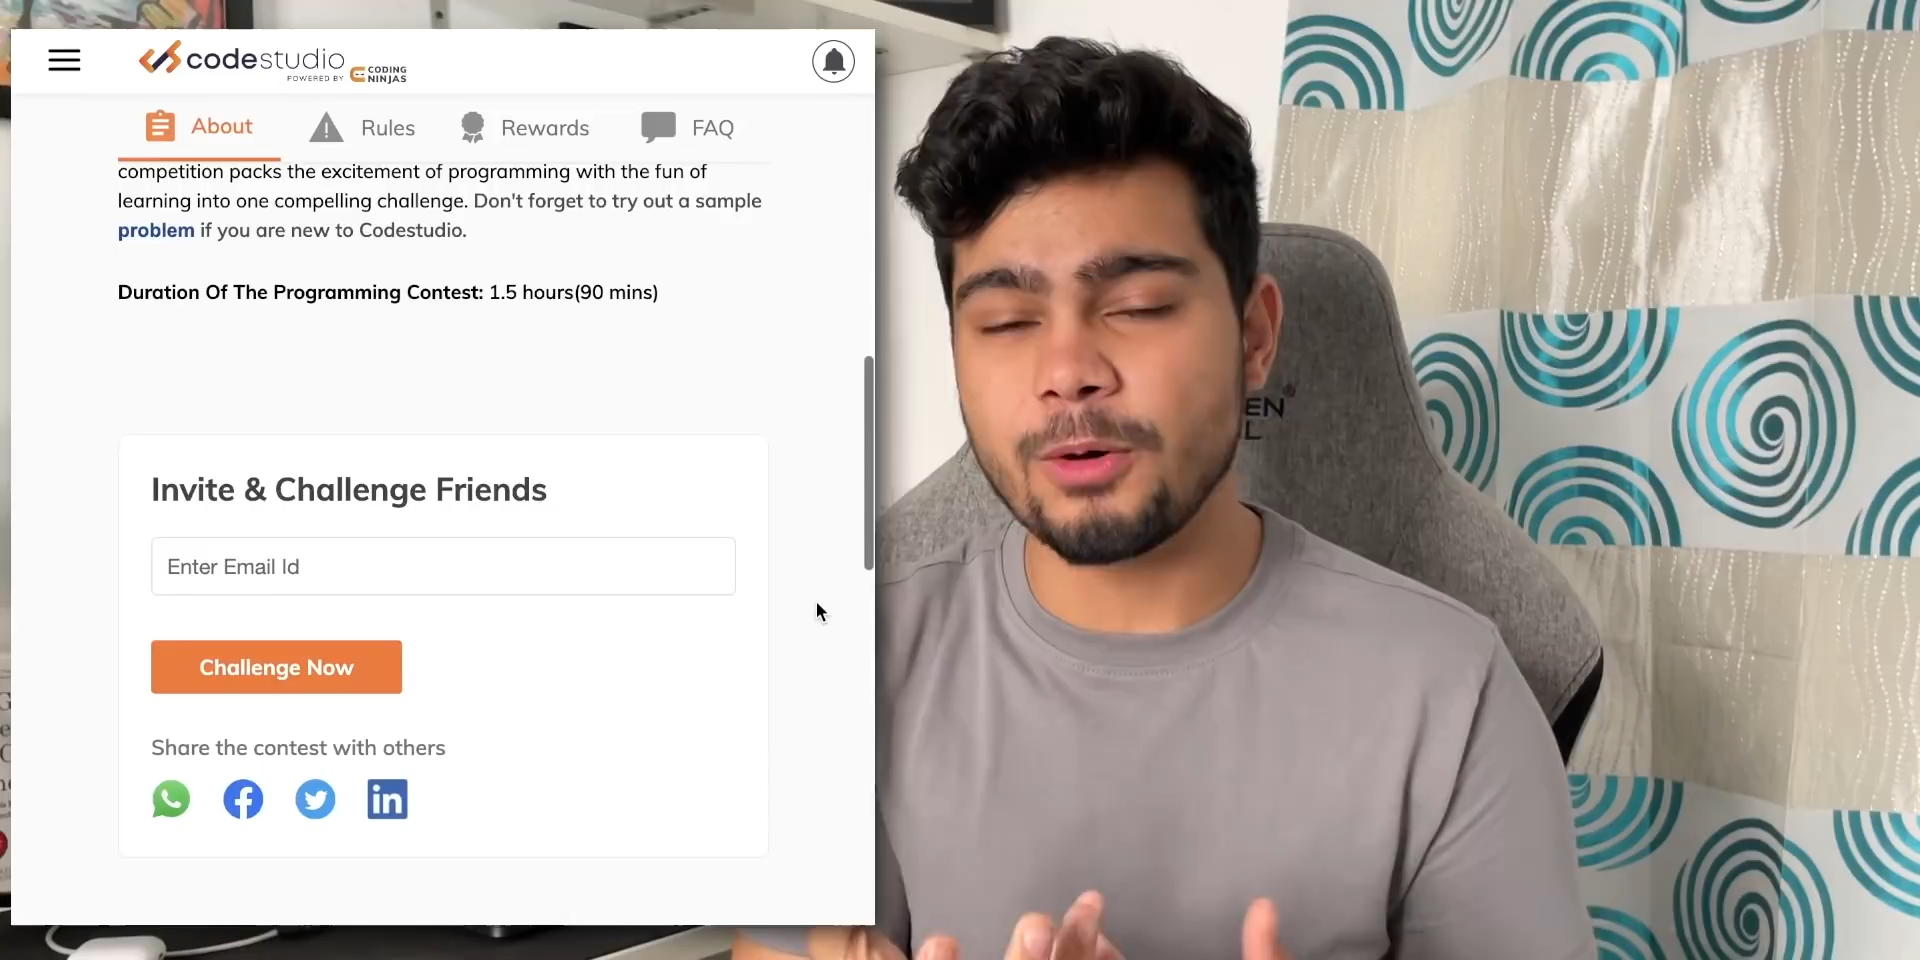 codestudio
POWERED BY CODING NINJAS
About Rules Rewards FAQ
competition packs the excitement of programming with the fun of
learning into one compelling challenge. Don't forget to try out a sample
problem if you are new to Codestudio.
Duration Of The Programming Contest: 1.5 hours(90 mins)
Invite & Challenge Friends
Enter Email Id
Challenge Now
Share the contest with others
EN
L